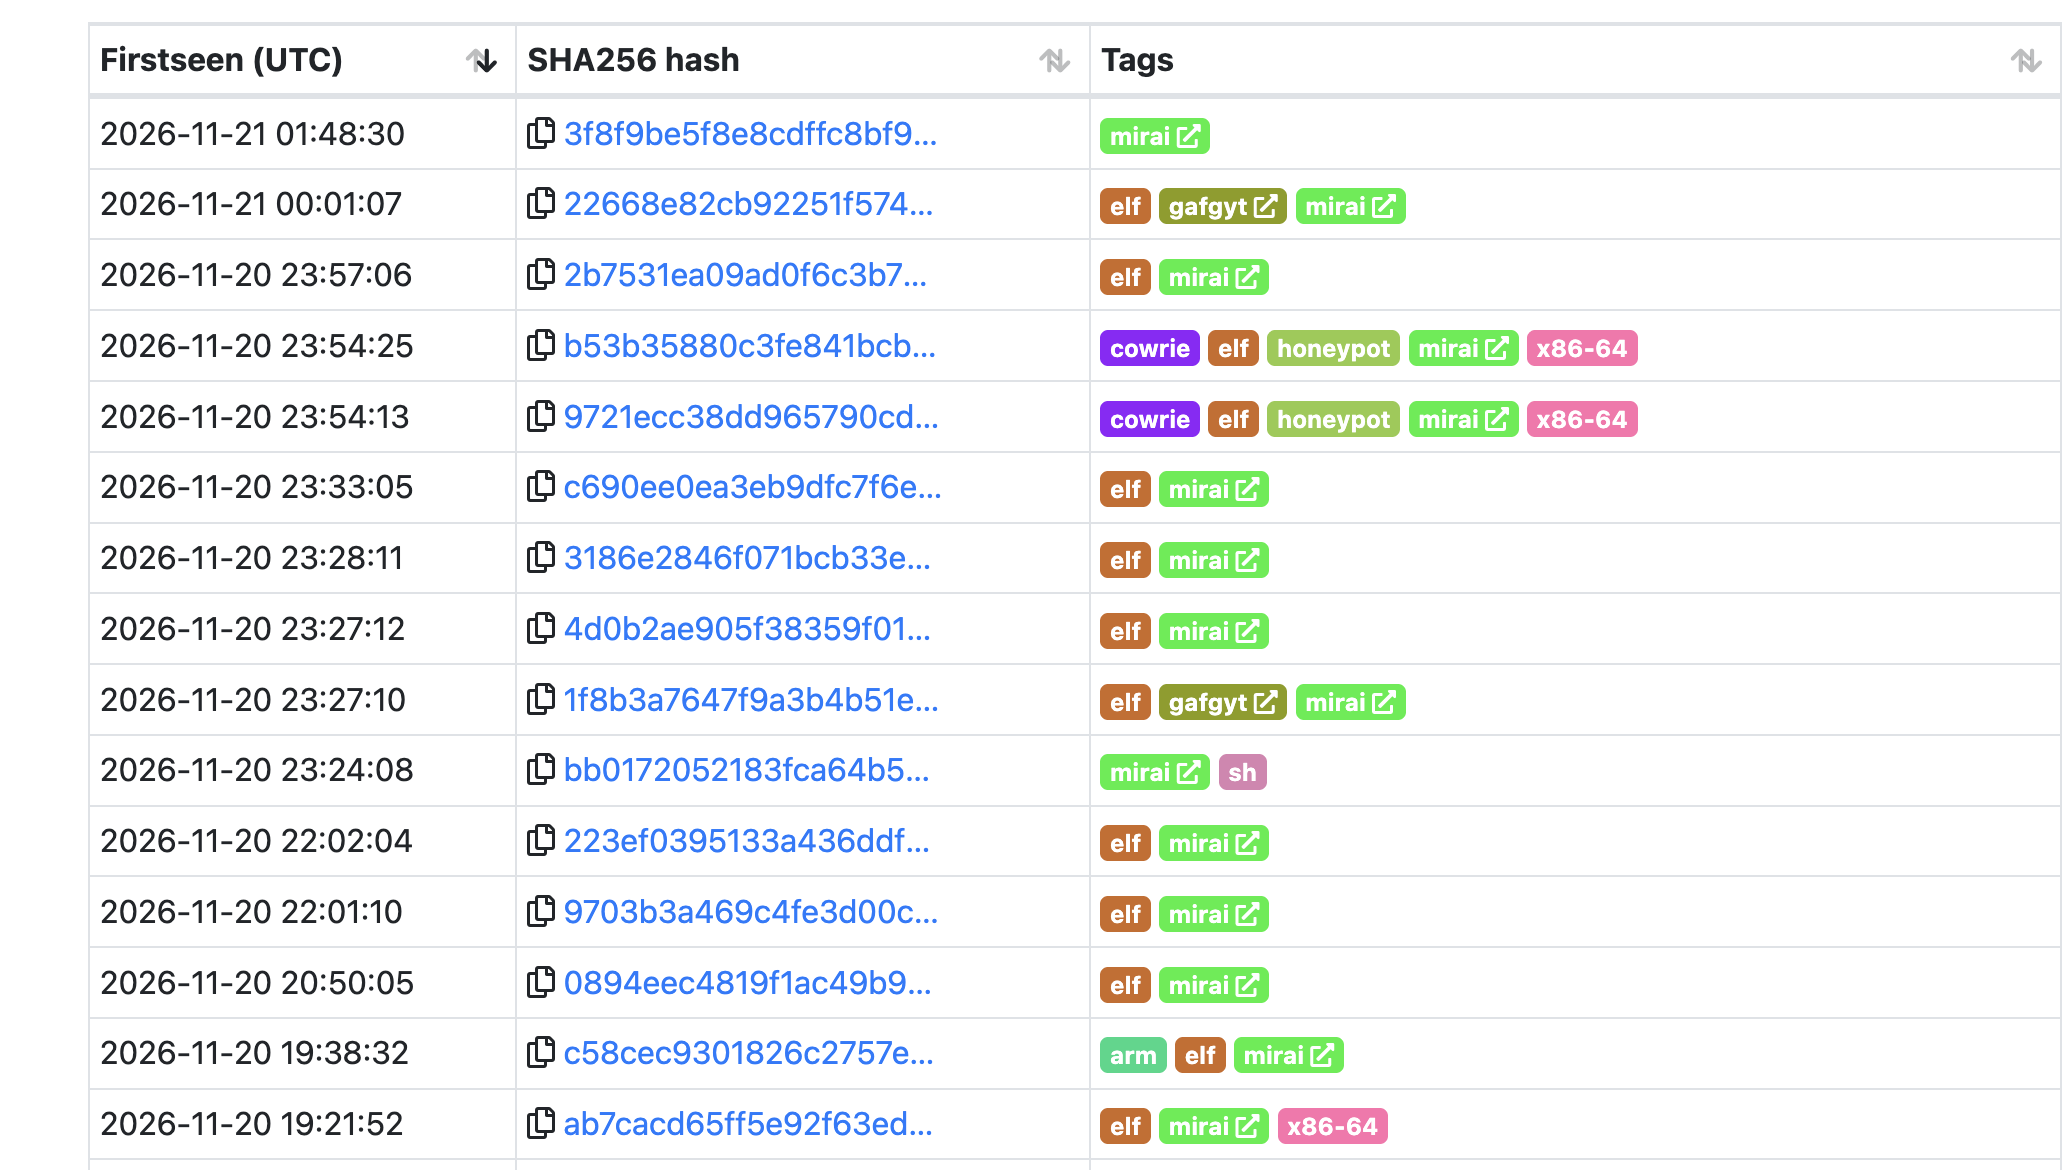 Firstseen (UTC) SHA256 hash Tags
2026-11-21 01:48:30 3f8f9be5f8e8cdffc8bf9... mirai
2026-11-21 00:01:07 22668e82cb92251f574... elf gafgyt mirai
2026-11-20 23:57:06 2b7531ea09ad0f6c3b7... elf mirai
2026-11-20 23:54:25 b53b35880c3fe841bcb... cowrie elf honeypot mirai x86-64
2026-11-20 23:54:13 9721ecc38dd965790cd... cowrie elf honeypot mirai x86-64
2026-11-20 23:33:05 c690ee0ea3eb9dfc7f6e... elf mirai
2026-11-20 23:28:11 3186e2846f071bcb33e... elf mirai
2026-11-20 23:27:12 4d0b2ae905f38359f01... elf mirai
2026-11-20 23:27:10 1f8b3a7647f9a3b4b51e... elf gafgyt mirai
2026-11-20 23:24:08 bb0172052183fca64b5... mirai sh
2026-11-20 22:02:04 223ef0395133a436ddf... elf mirai
2026-11-20 22:01:10 9703b3a469c4fe3d00c... elf mirai
2026-11-20 20:50:05 0894eec4819f1ac49b9... elf mirai
2026-11-20 19:38:32 c58cec9301826c2757e... arm elf mirai
2026-11-20 19:21:52 ab7cacd65ff5e92f63ed... elf mirai x86-64